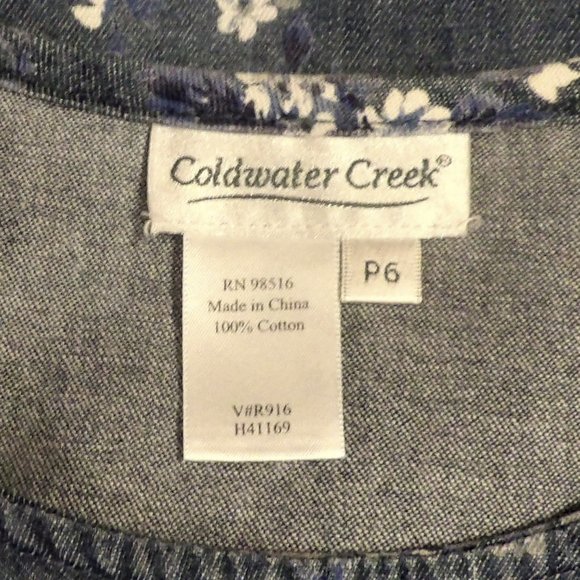 Coldwater Creek®
P6
RN 98516
Made in China
100% Cotton
V#R916
H41169